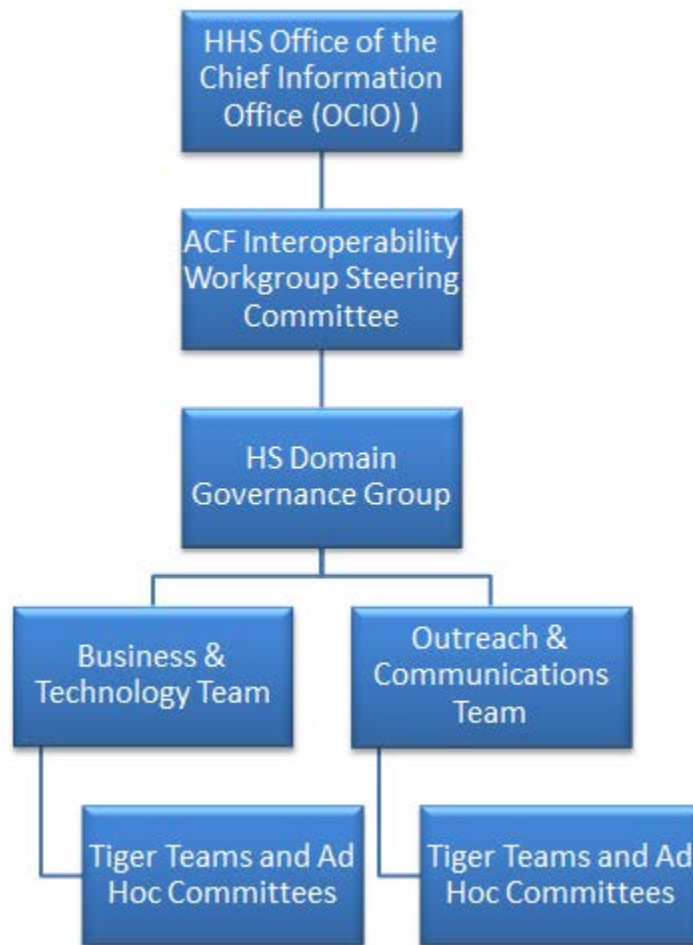 HHS Office of the
Chief Information
Office (OCIO) )
ACF Interoperability
Workgroup Steering
Committee
HS Domain
Governance Group
Business &
Technology Team
Outreach &
Communications
Team
Tiger Teams and Ad
Hoc Committees
Tiger Teams and Ad
Hoc Committees